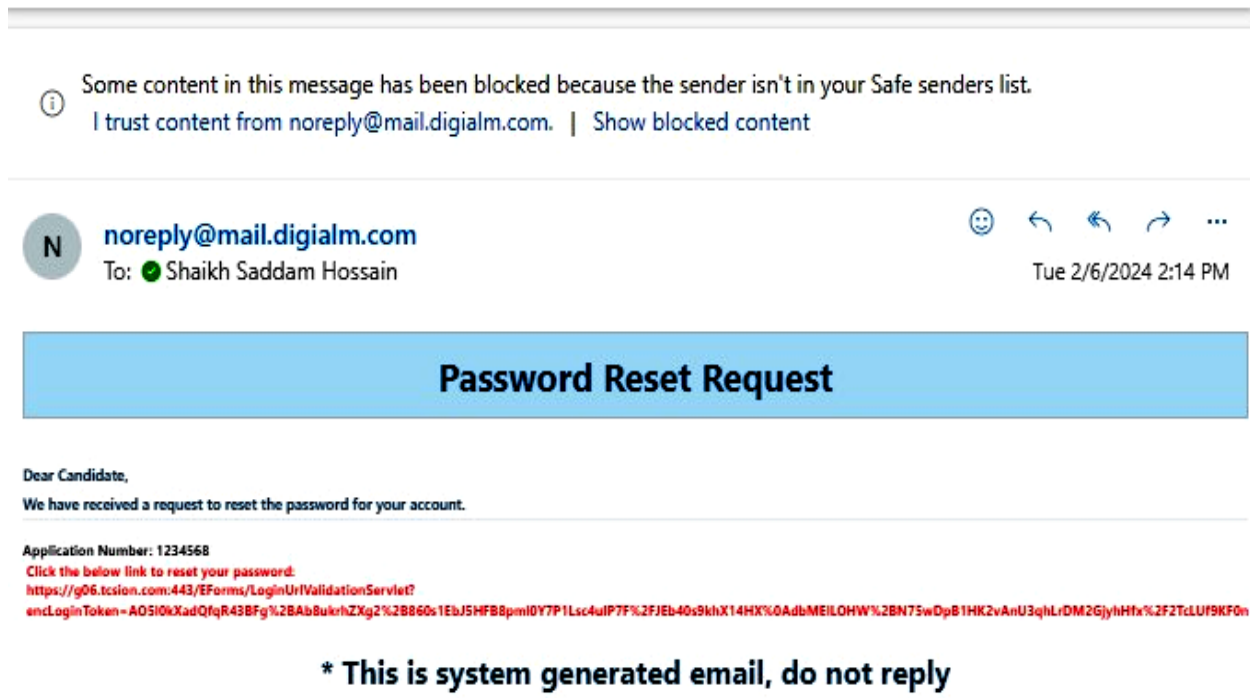 Some content in this message has been blocked because the sender isn't in your Safe senders list.
I trust content from noreply@mail.digialm.com. | Show blocked content
N
noreply@mail.digialm.com
To: Shaikh Saddam Hossain
Tue 2/6/2024 2:14 PM
Password Reset Request
Dear Candidate,
We have received a request to reset the password for your account.
Application Number: 1234568
Click the below link to reset your password:
https://g06.tcsion.com:443/EForms/LoginUrlValidationServlet?
* This is system generated email, do not reply